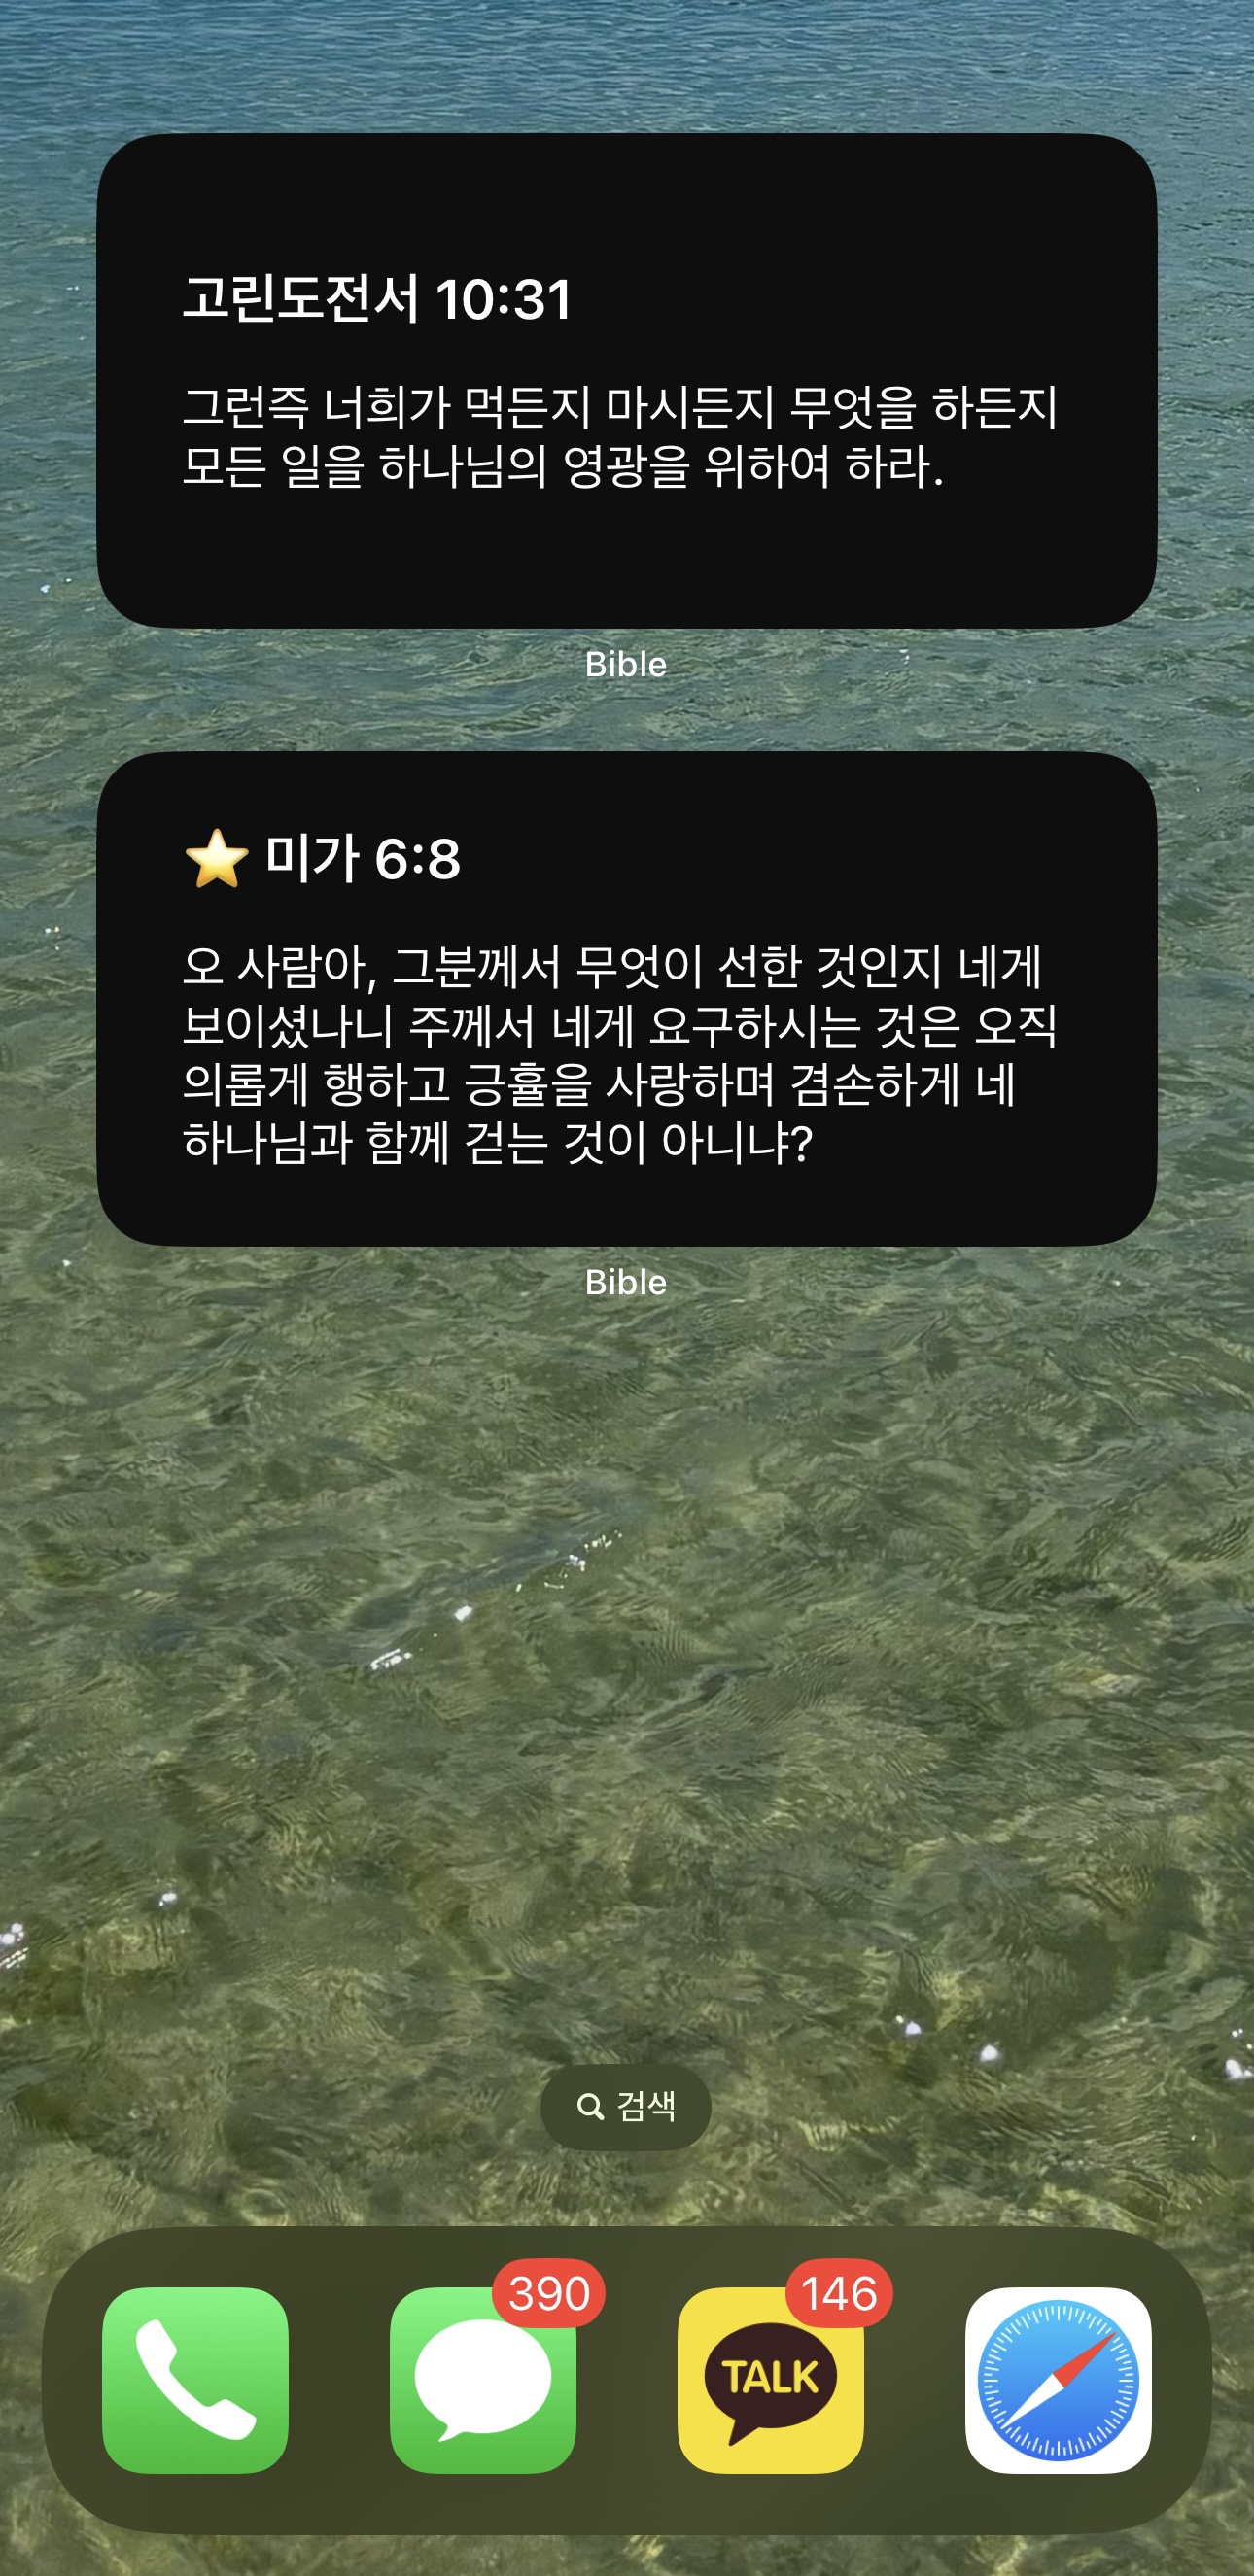 고린도전서 10:31
그런즉 너희가 먹든지 마시든지 무엇을 하든지
모든 일을 하나님의 영광을 위하여 하라.
Bible
⭐ 미가 6:8
오 사람아, 그분께서 무엇이 선한 것인지 네게
보이셨나니 주께서 네게 요구하시는 것은 오직
의롭게 행하고 긍휼을 사랑하며 겸손하게 네
하나님과 함께 걷는 것이 아니냐?
Bible
검색
390
146
TALK